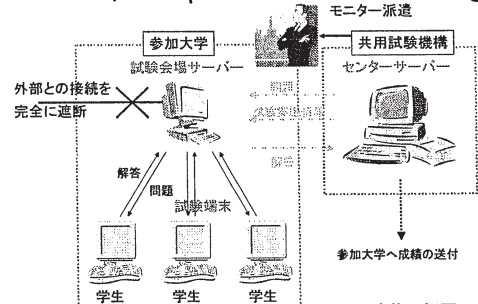 モニター派遣
参加大学
共用試験機構
試験会場サーバー
センターサーバー
外部との接続を
完全に遮断
問題
解答
解答
問題
試験端末
参加大学へ成績の送付
学生
学生
学生